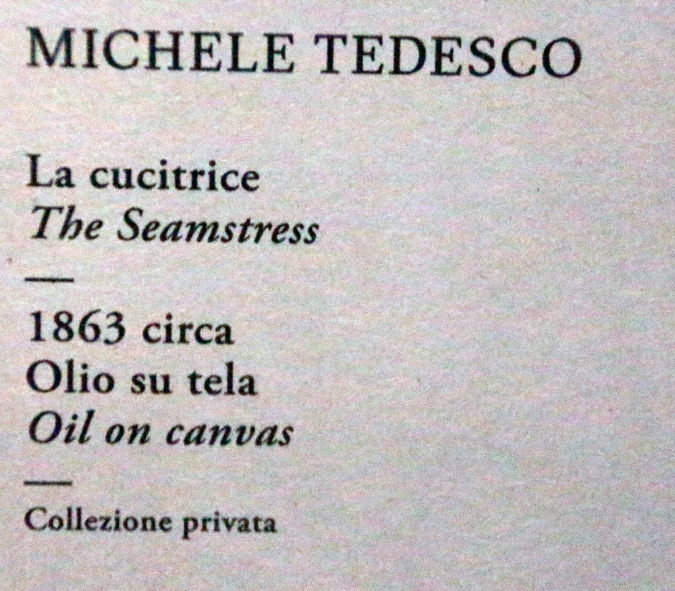 MICHELE TEDESCO
La cucitrice
The Seamstress
1863 circa
Olio su tela
Oil on canvas
Collezione privata